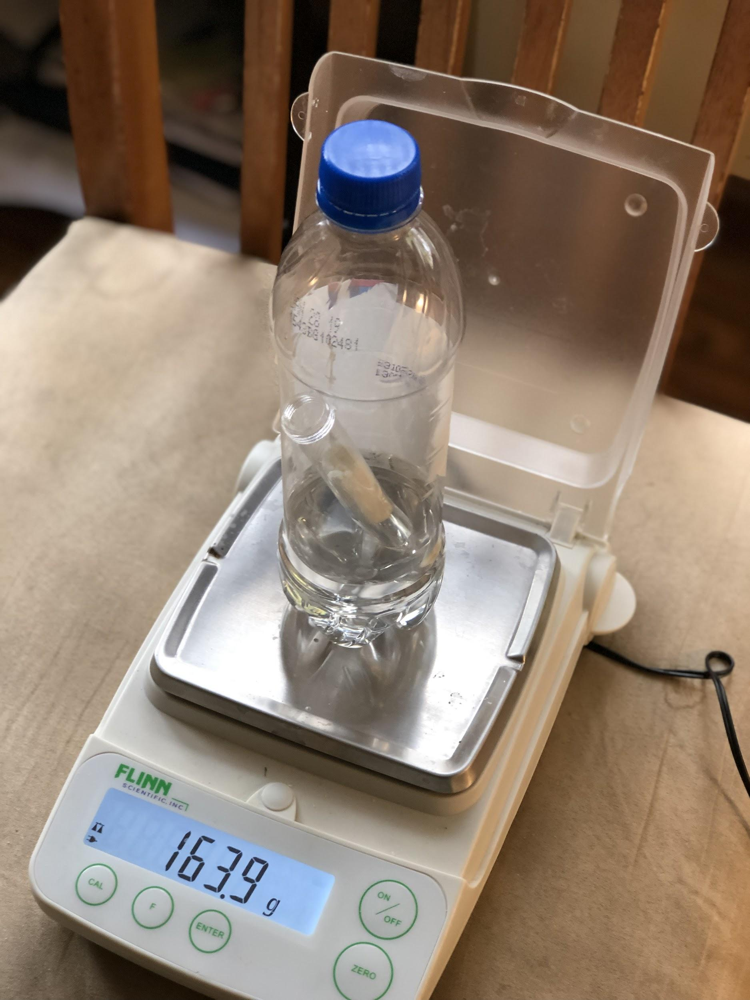 FLINN
SCIENTIFIC, INC
163.9 g
CAL
F
ENTER
ON
OFF
ZERO